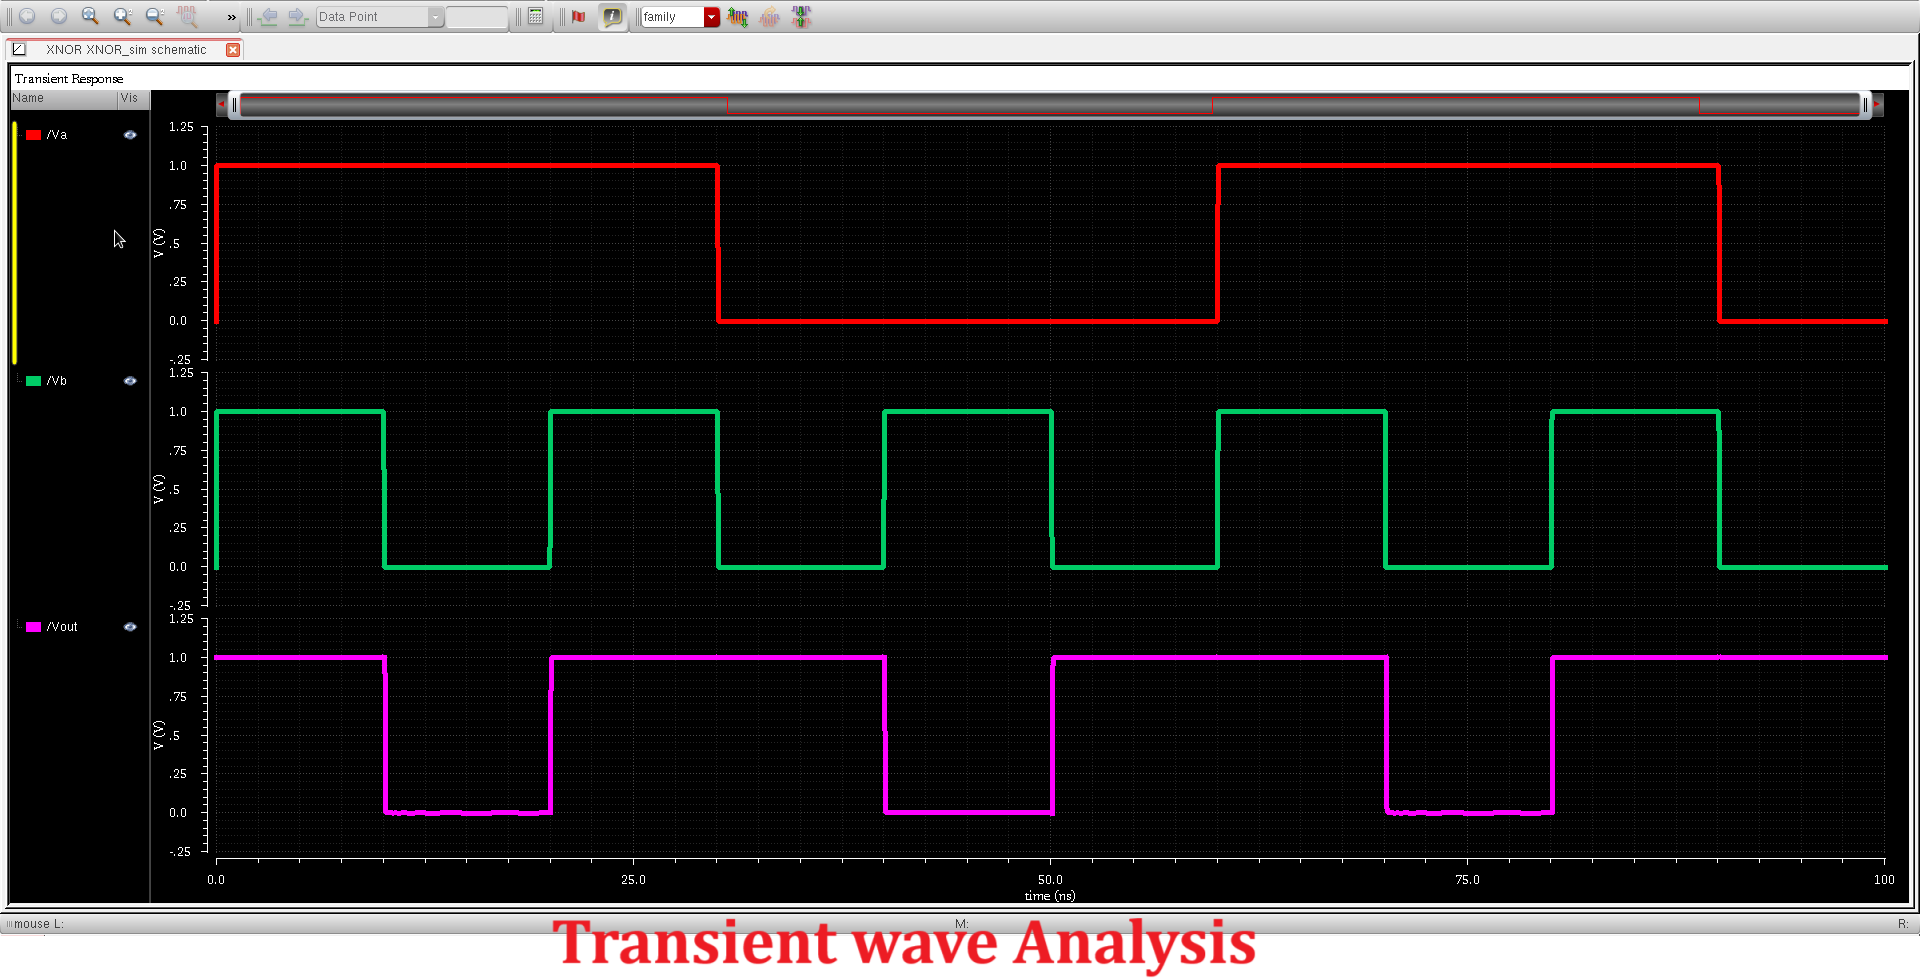 » Data Point family
XNOR XNOR_sim schematic
Transient Response
Name Vis
/Va
1.25
1.0
.75
.5
.25
0.0
-.25
V (V)
/Vb
1.25
1.0
.75
.5
.25
0.0
-.25
V (V)
/Vout
1.25
1.0
.75
.5
.25
0.0
-.25
V (V)
0.0 25.0 50.0 75.0 100
time (ns)
mouse L: M: R:
Transient wave Analysis